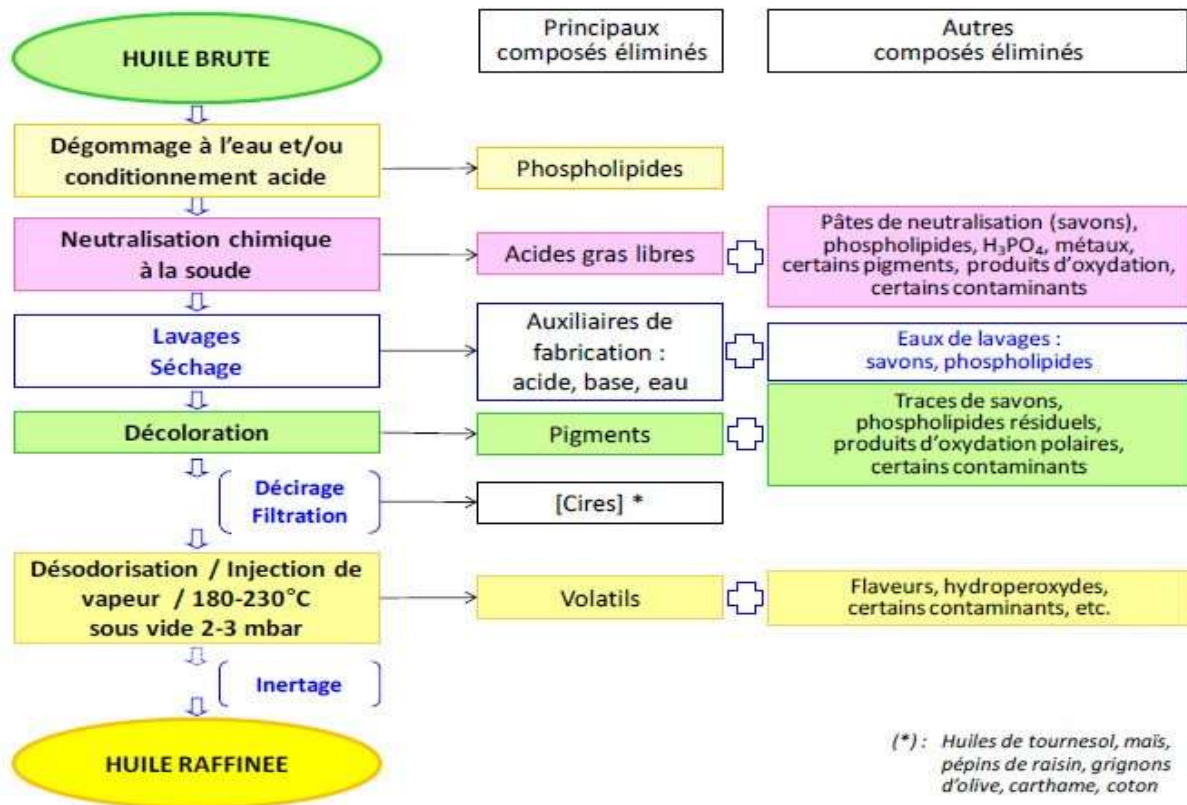 HUILE BRUTE
Principaux
composés éliminés
Autres
composés éliminés
Dégommage à l'eau et/ou
conditionnement acide
Phospholipides
Neutralisation chimique
à la soude
Acides gras libres
Pâtes de neutralisation (savons),
phospholipides, H₃PO₄, métaux,
certains pigments, produits d'oxydation,
certains contaminants
Lavages
Séchage
Auxiliaires de
fabrication :
acide, base, eau
Eaux de lavages :
savons, phospholipides
Décoloration
Pigments
Traces de savons,
phospholipides résiduels,
produits d'oxydation polaires,
certains contaminants
Décirage
Filtration
[Cires] *
Désodorisation / Injection de
vapeur / 180-230°C
sous vide 2-3 mbar
Volatils
Flaveurs, hydroperoxydes,
certains contaminants, etc.
Inertage
HUILE RAFFINEE
(*) : Huiles de tournesol, maïs,
pépins de raisin, grignons
d'olive, carthame, coton